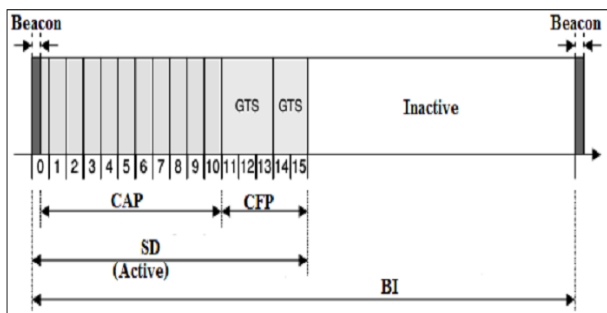 Beacon Beacon
GTS GTS Inactive
0 1 2 3 4 5 6 7 8 9 10 11 12 13 14 15
CAP CFP
SD
(Active)
BI